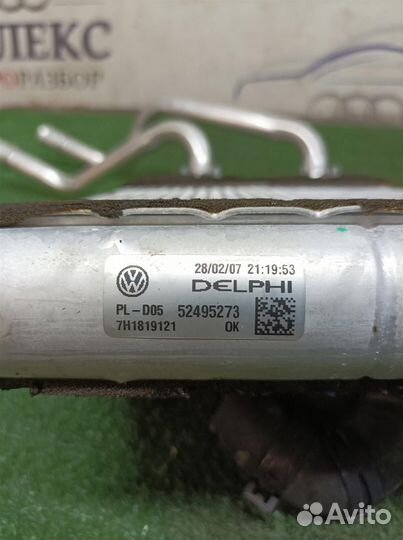 ЛЕКС
РАЗБОР
28/02/07 21:19:53
DELPHI
PL-D05 52495273
7H1819121 OK
Avito